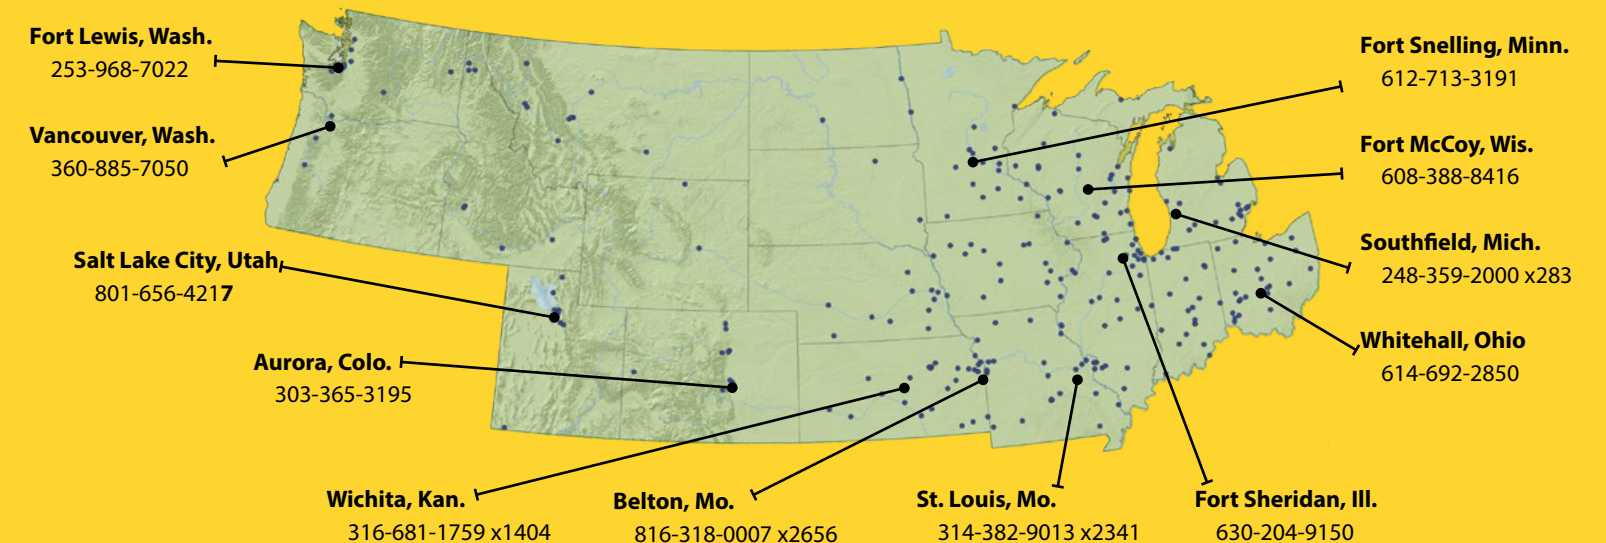 Fort Lewis, Wash.
253-968-7022
Vancouver, Wash.
360-885-7050
Salt Lake City, Utah
801-656-4217
Aurora, Colo.
303-365-3195
Wichita, Kan.
316-681-1759 x1404
Belton, Mo.
816-318-0007 x2656
St. Louis, Mo.
314-382-9013 x2341
Fort Sheridan, Ill.
630-204-9150
Fort Snelling, Minn.
612-713-3191
Fort McCoy, Wis.
608-388-8416
Southfield, Mich.
248-359-2000 x283
Whitehall, Ohio
614-692-2850